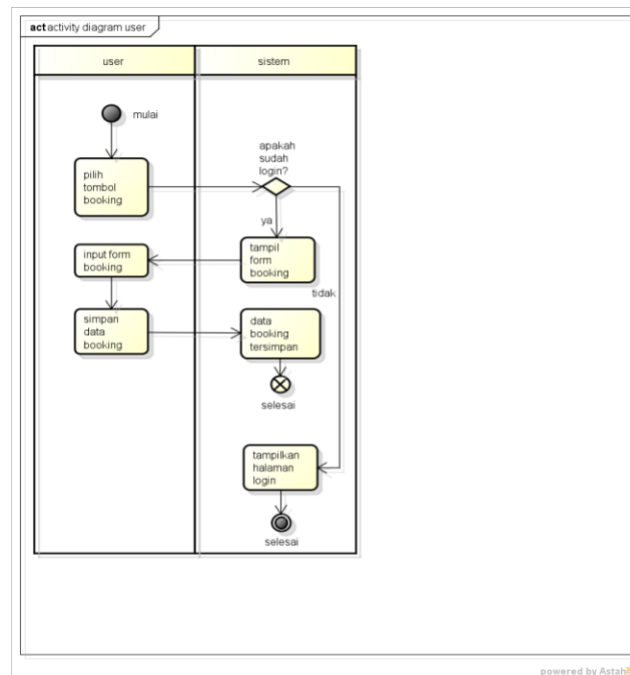 act activity diagram user
user
sistem
mulai
apakah
sudah
login?
pilih
tombol
booking
ya
input form
booking
tampil
form
booking
tidak
simpan
data
booking
data
booking
tersimpan
selesai
tampilkan
halaman
login
selesai
powered by Astah